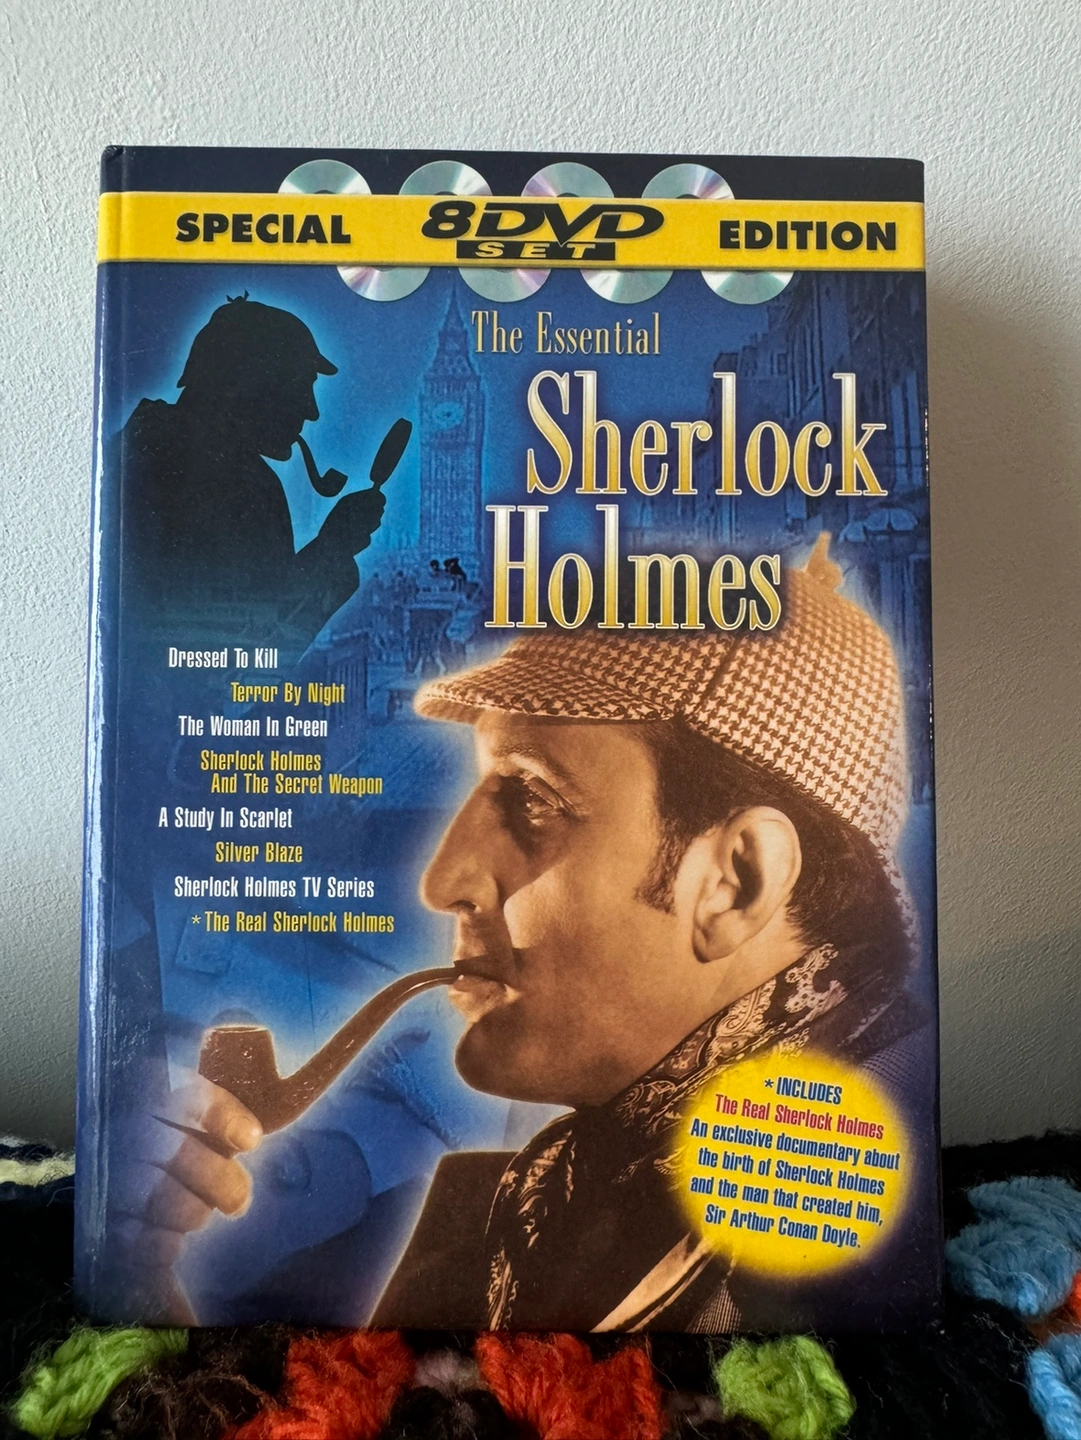 SPECIAL 8 DVD EDITION
SET
The Essential
Sherlock
Holmes
Dressed To Kill
Terror By Night
The Woman In Green
Sherlock Holmes
And The Secret Weapon
A Study In Scarlet
Silver Blaze
Sherlock Holmes TV Series
* The Real Sherlock Holmes
* INCLUDES
The Real Sherlock Holmes
An exclusive documentary about
the birth of Sherlock Holmes
and the man that created him,
Sir Arthur Conan Doyle.